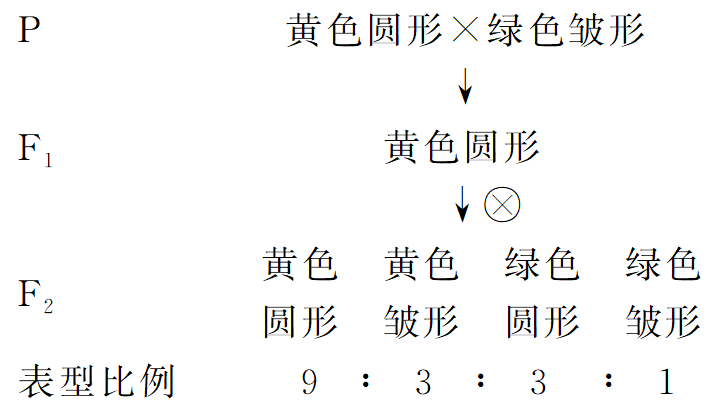 P 黄色圆形×绿色皱形
↓
F₁ 黄色圆形
↓⊗
F₂ 黄色 黄色 绿色 绿色
圆形 皱形 圆形 皱形
表型比例 9 : 3 : 3 : 1